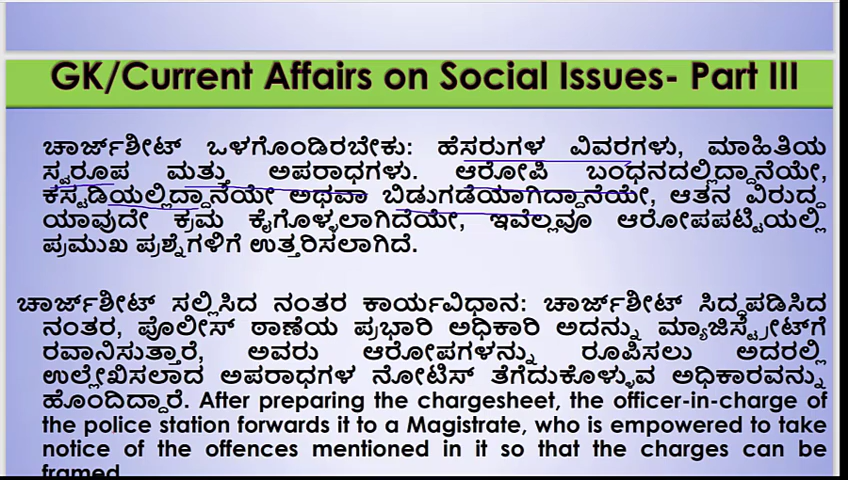 GK/Current Affairs on Social Issues- Part III
ಚಾರ್ಜ್‌ಶೀಟ್ ಒಳಗೊಂಡಿರಬೇಕು: ಹೆಸರುಗಳ ವಿವರಗಳು, ಮಾಹಿತಿಯ
ಸ್ವರೂಪ ಮತ್ತು ಅಪರಾಧಗಳು. ಆರೋಪಿ ಬಂಧನದಲ್ಲಿದ್ದಾನೆಯೇ,
ಕಸ್ಟಡಿಯಲ್ಲಿದ್ದಾನೆಯೇ ಅಥವಾ ಬಿಡುಗಡೆಯಾಗಿದ್ದಾನೆಯೇ, ಆತನ ವಿರುದ್ಧ
ಯಾವುದೇ ಕ್ರಮ ಕೈಗೊಳ್ಳಲಾಗಿದೆಯೇ, ಇವೆಲ್ಲವೂ ಆರೋಪಪಟ್ಟಿಯಲ್ಲಿ
ಪ್ರಮುಖ ಪ್ರಶ್ನೆಗಳಿಗೆ ಉತ್ತರಿಸಲಾಗಿದೆ.
ಚಾರ್ಜ್‌ಶೀಟ್ ಸಲ್ಲಿಸಿದ ನಂತರ ಕಾರ್ಯವಿಧಾನ: ಚಾರ್ಜ್‌ಶೀಟ್ ಸಿದ್ಧಪಡಿಸಿದ
ನಂತರ, ಪೊಲೀಸ್ ಠಾಣೆಯ ಪ್ರಭಾರಿ ಅಧಿಕಾರಿ ಅದನ್ನು ಮ್ಯಾಜಿಸ್ಟ್ರೇಟ್‌ಗೆ
ರವಾನಿಸುತ್ತಾರೆ, ಅವರು ಆರೋಪಗಳನ್ನು ರೂಪಿಸಲು ಅದರಲ್ಲಿ
ಉಲ್ಲೇಖಿಸಲಾದ ಅಪರಾಧಗಳ ನೋಟಿಸ್ ತೆಗೆದುಕೊಳ್ಳುವ ಅಧಿಕಾರವನ್ನು
ಹೊಂದಿದ್ದಾರೆ. After preparing the chargesheet, the officer-in-charge of
the police station forwards it to a Magistrate, who is empowered to take
notice of the offences mentioned in it so that the charges can be
framed